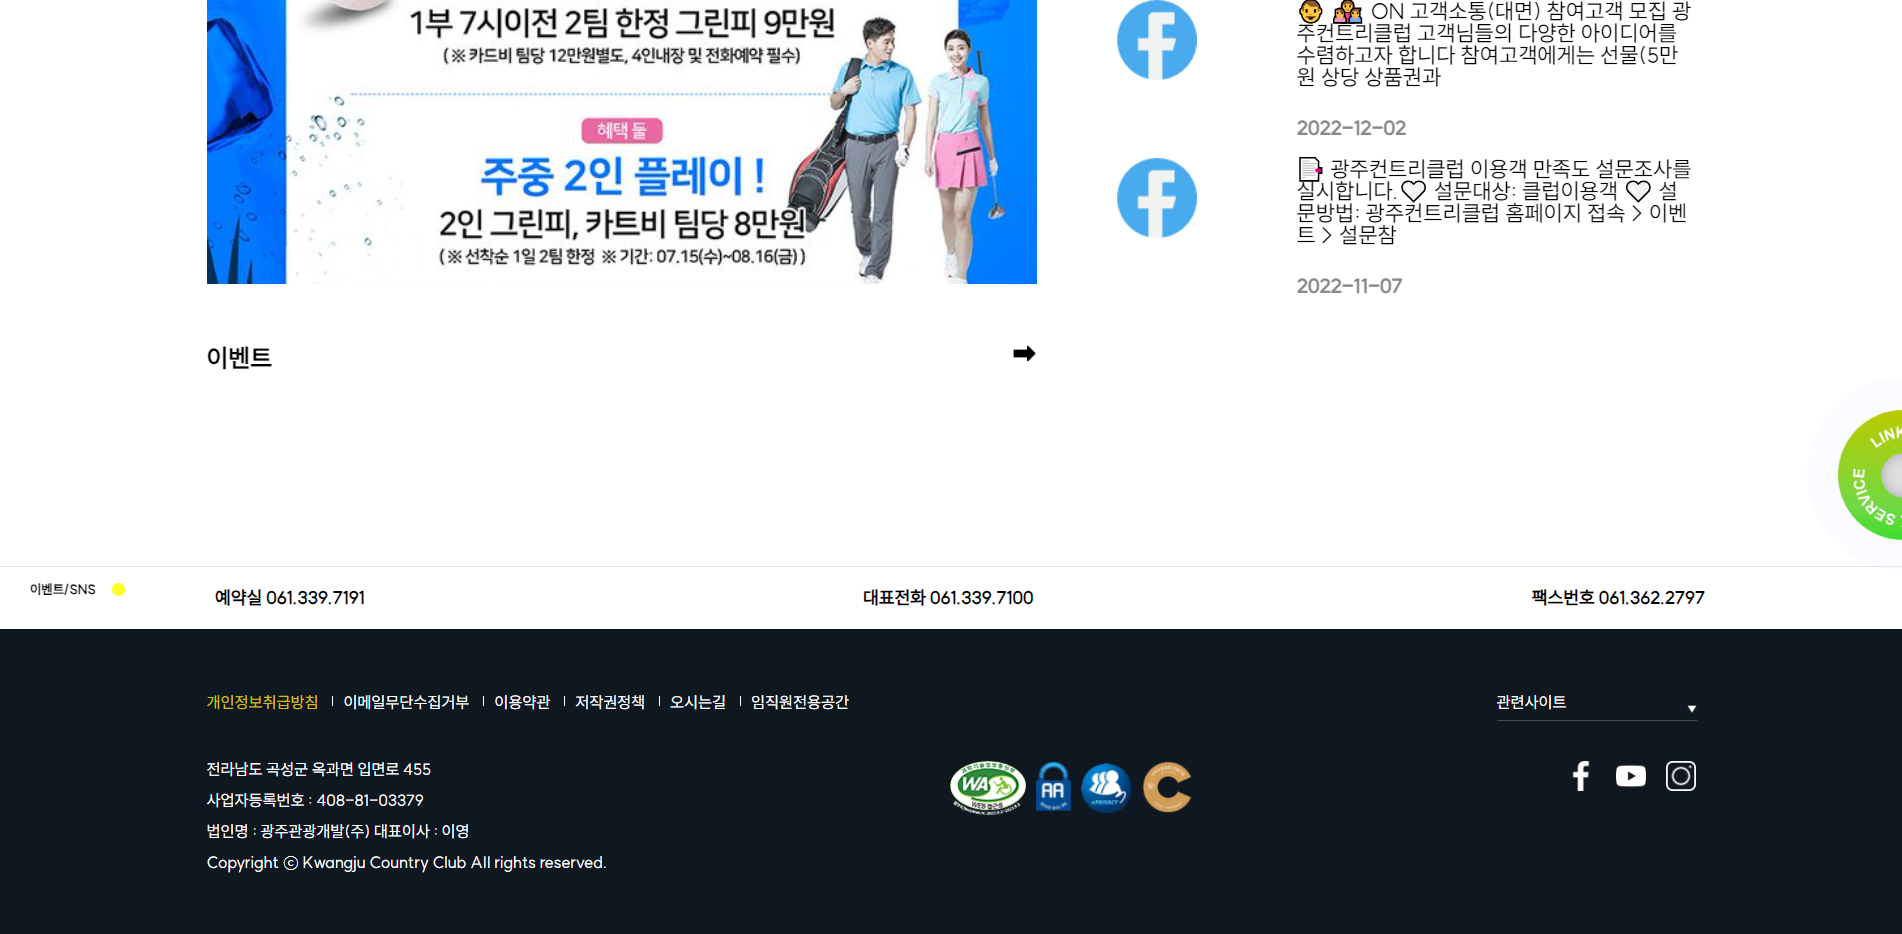 1부 7시이전 2팀 한정 그린피 9만원
(※ 카드비 팀당 12만원별도, 4인내장 및 전화예약 필수)
혜택 둘
주중 2인 플레이 !
2인 그린피, 카트비 팀당 8만원
(※ 선착순 1일 2팀 한정 ※ 기간: 07.15(수)~08.16(금) )
이벤트
ON 고객소통(대면) 참여고객 모집 광
주컨트리클럽 고객님들의 다양한 아이디어를
수렴하고자 합니다 참여고객에게는 선물(5만
원 상당 상품권과
2022-12-02
광주컨트리클럽 이용객 만족도 설문조사를
실시합니다.♡ 설문대상: 클럽이용객 ♡ 설
문방법: 광주컨트리클럽 홈페이지 접속 > 이벤
트 > 설문참
2022-11-07
LINK
SERVICE
이벤트/SNS
예약실 061.339.7191
대표전화 061.339.7100
팩스번호 061.362.2797
개인정보취급방침 | 이메일무단수집거부 | 이용약관 | 저작권정책 | 오시는길 | 임직원전용공간
관련사이트
전라남도 곡성군 옥과면 입면로 455
사업자등록번호 : 408-81-03379
법인명 : 광주관광개발(주) 대표이사 : 이영
Copyright ⓒ Kwangju Country Club All rights reserved.
WA
WEB 접근성
AA
ePRIVACY